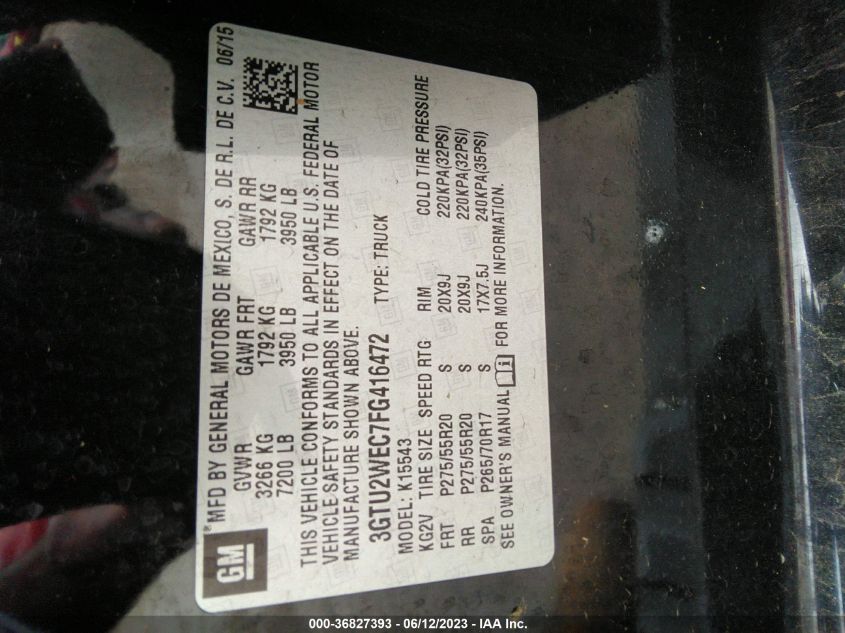 GM
MFD BY GENERAL MOTORS DE MEXICO, S. DE R.L. DE C.V. 06/15
GVWR GAWR FRT GAWR RR
3266 KG 1792 KG 1792 KG
7200 LB 3950 LB 3950 LB
THIS VEHICLE CONFORMS TO ALL APPLICABLE U.S. FEDERAL MOTOR
VEHICLE SAFETY STANDARDS IN EFFECT ON THE DATE OF
MANUFACTURE SHOWN ABOVE.
3GTU2WEC7FG416472 TYPE: TRUCK
MODEL: K15543
KG2V TIRE SIZE SPEED RTG RIM COLD TIRE PRESSURE
FRT P275/55R20 S 20X9J 220KPA(32PSI)
RR P275/55R20 S 20X9J 220KPA(32PSI)
SPA P265/70R17 S 17X7.5J 240KPA(35PSI)
SEE OWNER'S MANUAL FOR MORE INFORMATION.
000-36827393 - 06/12/2023 - IAA Inc.